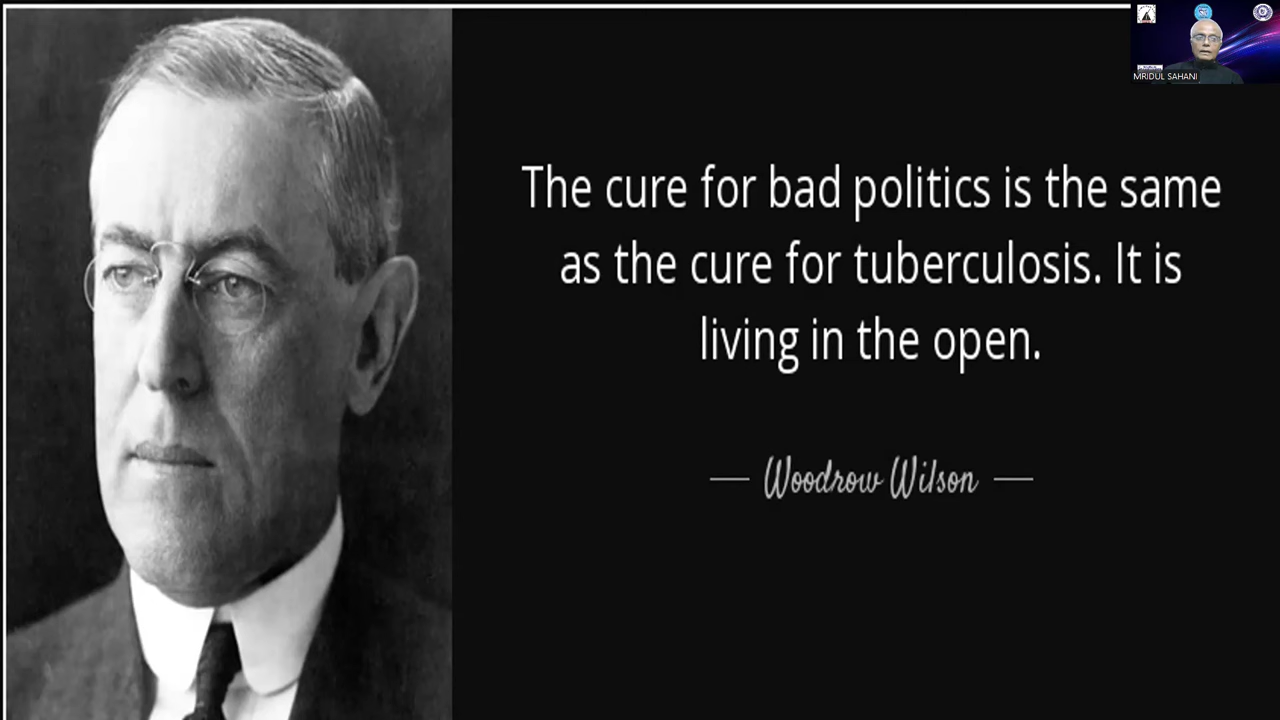 The cure for bad politics is the same
as the cure for tuberculosis. It is
living in the open.
— Woodrow Wilson —
MRIDUL SAHANI